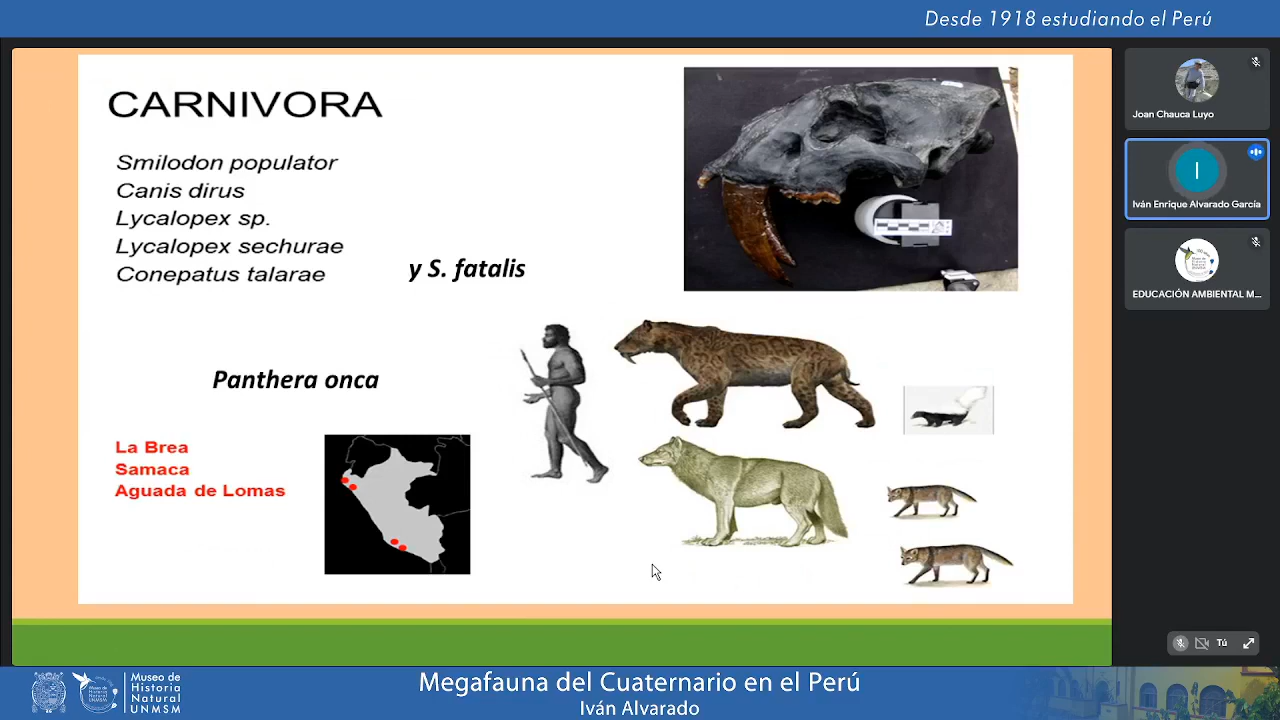 Desde 1918 estudiando el Perú
CARNIVORA
Smilodon populator
Canis dirus
Lycalopex sp.
Lycalopex sechurae
Conepatus talarae
y S. fatalis
Panthera onca
La Brea
Samaca
Aguada de Lomas
Joan Chauca Luyo
I
Iván Enrique Alvarado García
EDUCACIÓN AMBIENTAL M...
Tú
Museo de
Historia
Natural
UNMSM
Megafauna del Cuaternario en el Perú
Iván Alvarado